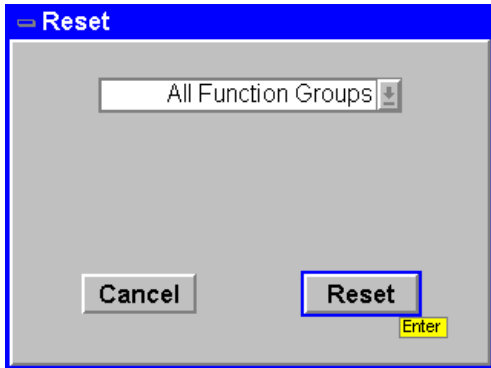 Reset
All Function Groups
Cancel
Reset
Enter